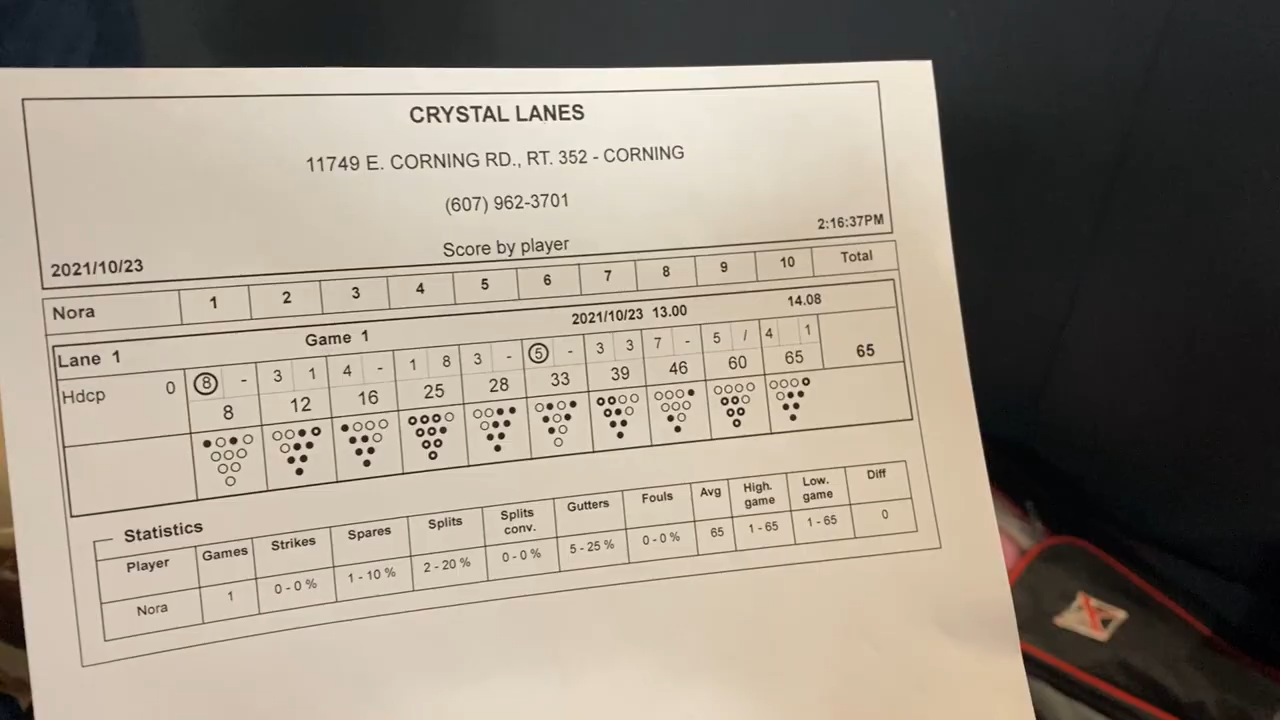 CRYSTAL LANES
11749 E. CORNING RD., RT. 352 - CORNING
(607) 962-3701
2:16:37PM
2021/10/23 Score by player
Nora 1 2 3 4 5 6 7 8 9 10 Total
Lane 1 Game 1 2021/10/23 13.00 14.08
Hdcp 0 8 - 3 1 4 - 1 8 3 - 5 - 3 3 7 - 5 / 4 1
8 12 16 25 28 33 39 46 60 65 65
Statistics
Player Games Strikes Spares Splits Splits conv. Gutters Fouls Avg High. game Low. game Diff
Nora 1 0 - 0 % 1 - 10 % 2 - 20 % 0 - 0 % 5 - 25 % 0 - 0 % 65 1 - 65 1 - 65 0